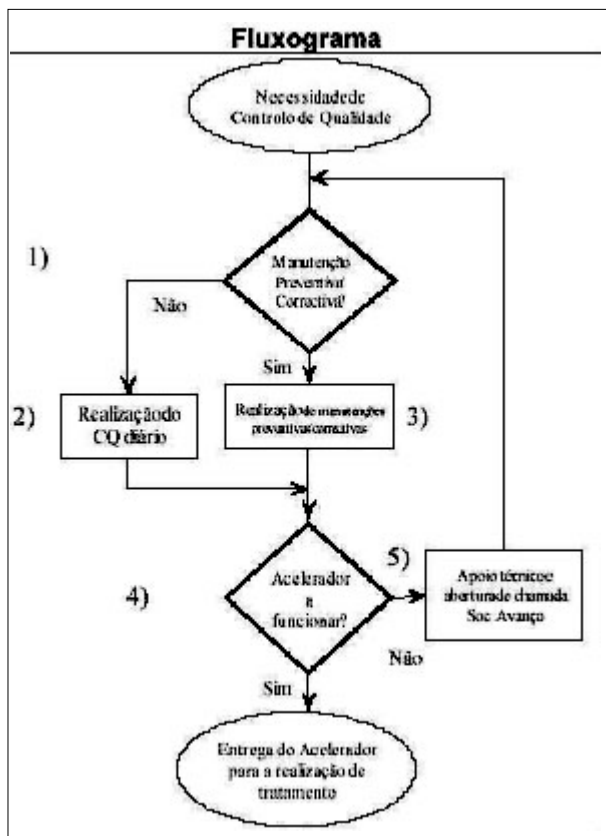 Fluxograma
Necessidade de
Controlo de Qualidade
1)
Manutenção
Preventiva/
Correctiva?
Não
Sim
2)
Realização do
CQ diário
Realização de manutenções
preventivas/correctivas
3)
4)
Acelerador
a
funcionar?
5)
Apoio técnico e
abertura de chamada
Soc Avanço
Não
Sim
Entrega do Acelerador
para a realização de
tratamento